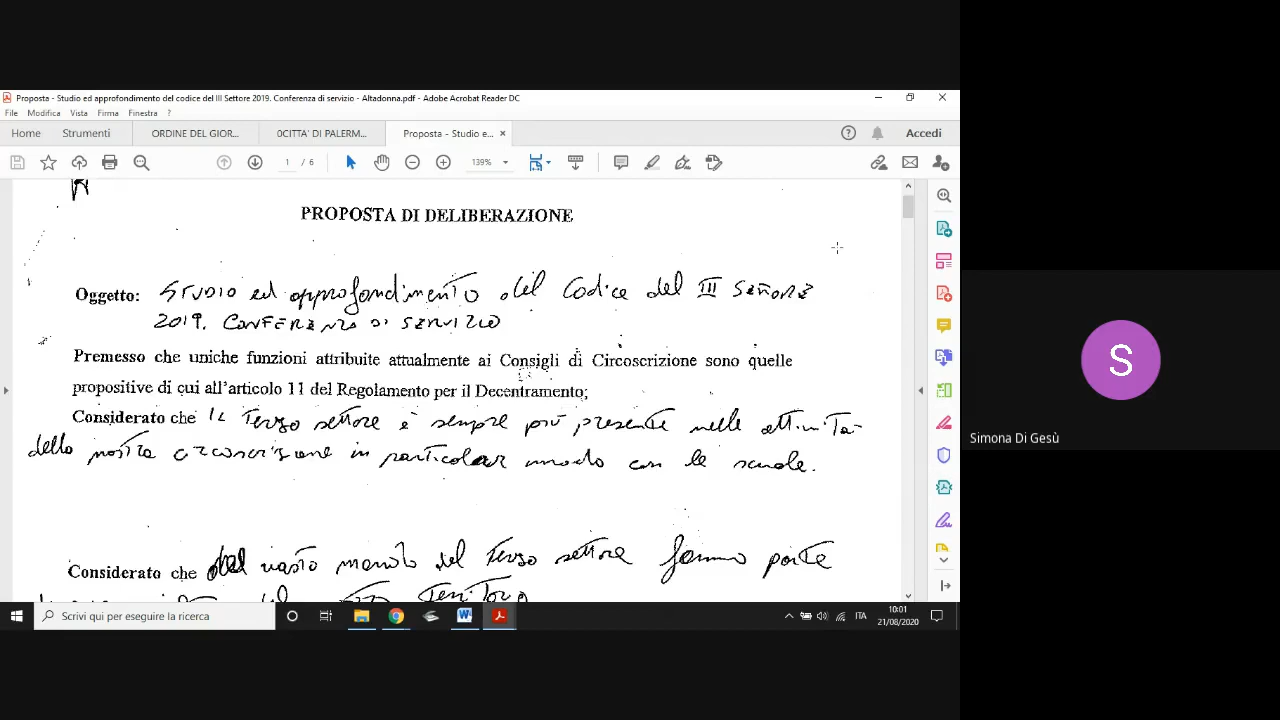 Proposta - Studio ed approfondimento del codice del III Settore 2019. Conferenza di servizio - Altadonna.pdf - Adobe Acrobat Reader DC
File Modifica Vista Firma Finestra ?
Home Strumenti ORDINE DEL GIOR... 0CITTA' DI PALERM... Proposta - Studio e... × Accedi
1 / 6 139%
PROPOSTA DI DELIBERAZIONE
Oggetto: STUDIO ed approfondimento del Codice del III SETTORE
2019. CONFERENZA DI SERVIZIO
Premesso che uniche funzioni attribuite attualmente ai Consigli di Circoscrizione sono quelle
propositive di cui all'articolo 11 del Regolamento per il Decentramento;
Considerato che Il Terzo settore è sempre più presente nelle attività
della nostra circoscrizione in particolar modo con le scuole.
Considerato che del vasto mondo del Terzo settore fanno parte
Territorio
Simona Di Gesù
S
Scrivi qui per eseguire la ricerca
ITA
10:01
21/08/2020